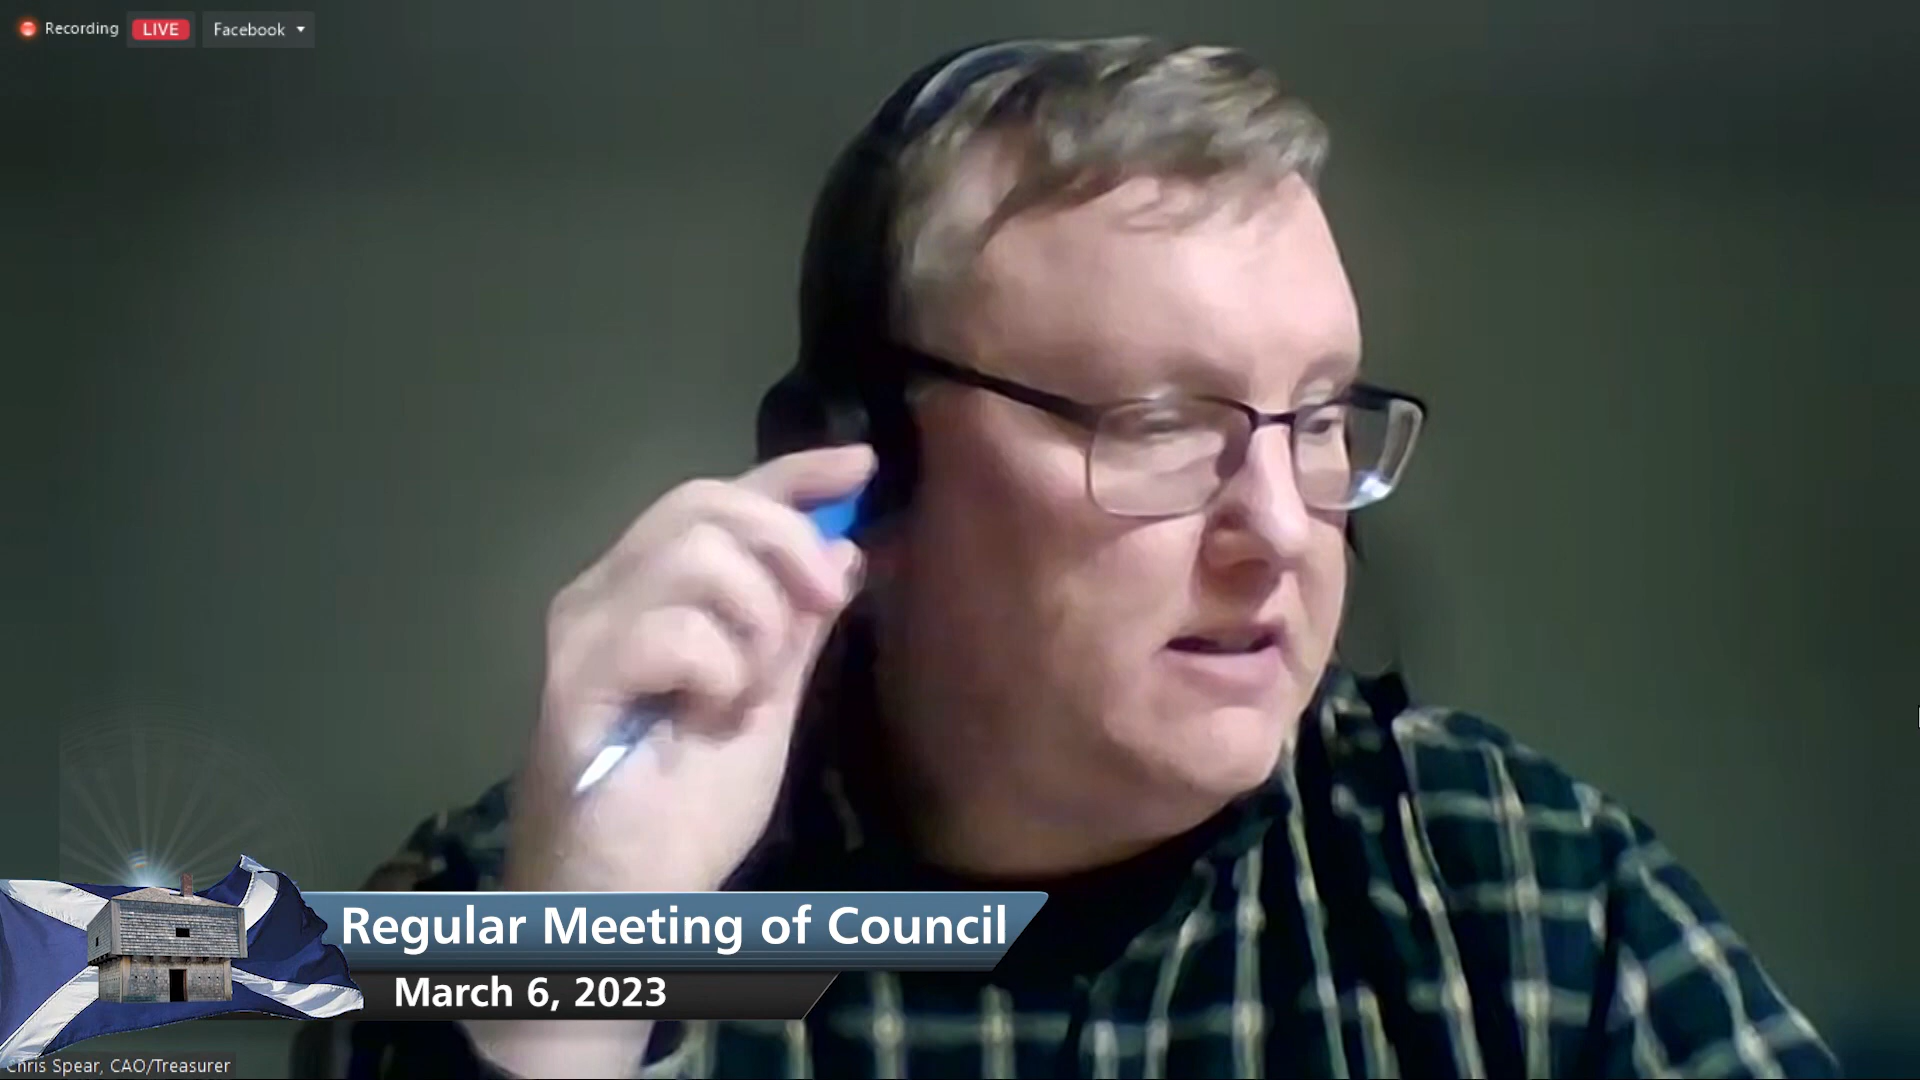 Recording
LIVE
Facebook
Regular Meeting of Council
March 6, 2023
Chris Spear, CAO/Treasurer